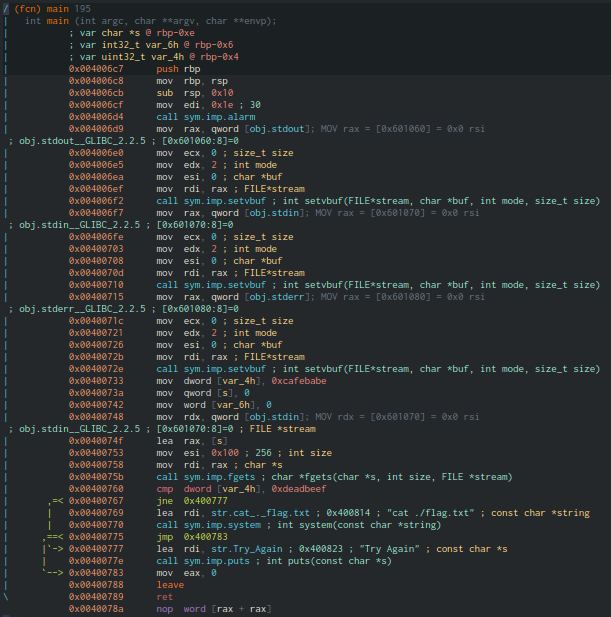 / (fcn) main 195
|   int main (int argc, char **argv, char **envp);
|           ; var char *s @ rbp-0xe
|           ; var int32_t var_6h @ rbp-0x6
|           ; var uint32_t var_4h @ rbp-0x4
|           0x004006c7      push rbp
|           0x004006c8      mov  rbp, rsp
|           0x004006cb      sub  rsp, 0x10
|           0x004006cf      mov  edi, 0x1e ; 30
|           0x004006d4      call sym.imp.alarm
|           0x004006d9      mov  rax, qword [obj.stdout]; MOV rax = [0x601060] = 0x0 rsi
; obj.stdout__GLIBC_2.2.5 ; [0x601060:8]=0
|           0x004006e0      mov  ecx, 0 ; size_t size
|           0x004006e5      mov  edx, 2 ; int mode
|           0x004006ea      mov  esi, 0 ; char *buf
|           0x004006ef      mov  rdi, rax ; FILE*stream
|           0x004006f2      call sym.imp.setvbuf ; int setvbuf(FILE*stream, char *buf, int mode, size_t size)
|           0x004006f7      mov  rax, qword [obj.stdin]; MOV rax = [0x601070] = 0x0 rsi
; obj.stdin__GLIBC_2.2.5 ; [0x601070:8]=0
|           0x004006fe      mov  ecx, 0 ; size_t size
|           0x00400703      mov  edx, 2 ; int mode
|           0x00400708      mov  esi, 0 ; char *buf
|           0x0040070d      mov  rdi, rax ; FILE*stream
|           0x00400710      call sym.imp.setvbuf ; int setvbuf(FILE*stream, char *buf, int mode, size_t size)
|           0x00400715      mov  rax, qword [obj.stderr]; MOV rax = [0x601080] = 0x0 rsi
; obj.stderr__GLIBC_2.2.5 ; [0x601080:8]=0
|           0x0040071c      mov  ecx, 0 ; size_t size
|           0x00400721      mov  edx, 2 ; int mode
|           0x00400726      mov  esi, 0 ; char *buf
|           0x0040072b      mov  rdi, rax ; FILE*stream
|           0x0040072e      call sym.imp.setvbuf ; int setvbuf(FILE*stream, char *buf, int mode, size_t size)
|           0x00400733      mov  dword [var_4h], 0xcafebabe
|           0x0040073a      mov  qword [s], 0
|           0x00400742      mov  word [var_6h], 0
|           0x00400748      mov  rdx, qword [obj.stdin]; MOV rdx = [0x601070] = 0x0 rsi
; obj.stdin__GLIBC_2.2.5 ; [0x601070:8]=0 ; FILE *stream
|           0x0040074f      lea  rax, [s]
|           0x00400753      mov  esi, 0x100 ; 256 ; int size
|           0x00400758      mov  rdi, rax ; char *s
|           0x0040075b      call sym.imp.fgets ; char *fgets(char *s, int size, FILE *stream)
|           0x00400760      cmp  dword [var_4h], 0xdeadbeef
|       ,=< 0x00400767      jne  0x400777
|       |   0x00400769      lea  rdi, str.cat_._flag.txt ; 0x400814 ; "cat ./flag.txt" ; const char *string
|       |   0x00400770      call sym.imp.system ; int system(const char *string)
|      ,==< 0x00400775      jmp  0x400783
|      |`-> 0x00400777      lea  rdi, str.Try_Again ; 0x400823 ; "Try Again" ; const char *s
|      |    0x0040077e      call sym.imp.puts ; int puts(const char *s)
|      `--> 0x00400783      mov  eax, 0
|           0x00400788      leave
\           0x00400789      ret
            0x0040078a      nop  word [rax + rax]